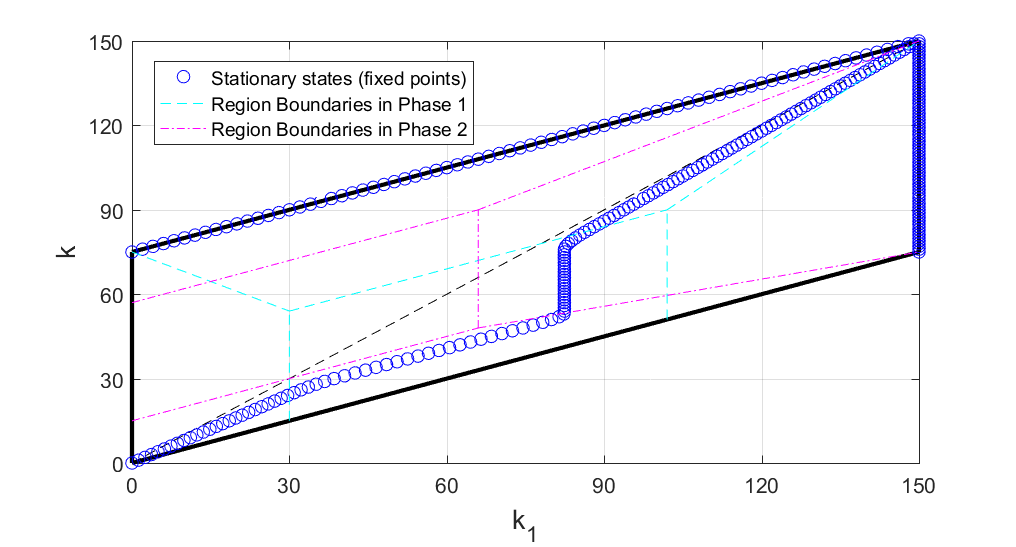 150
Stationary states (fixed points)
Region Boundaries in Phase 1
Region Boundaries in Phase 2
120
90
k
60
30
0
0 30 60 90 120 150
k1